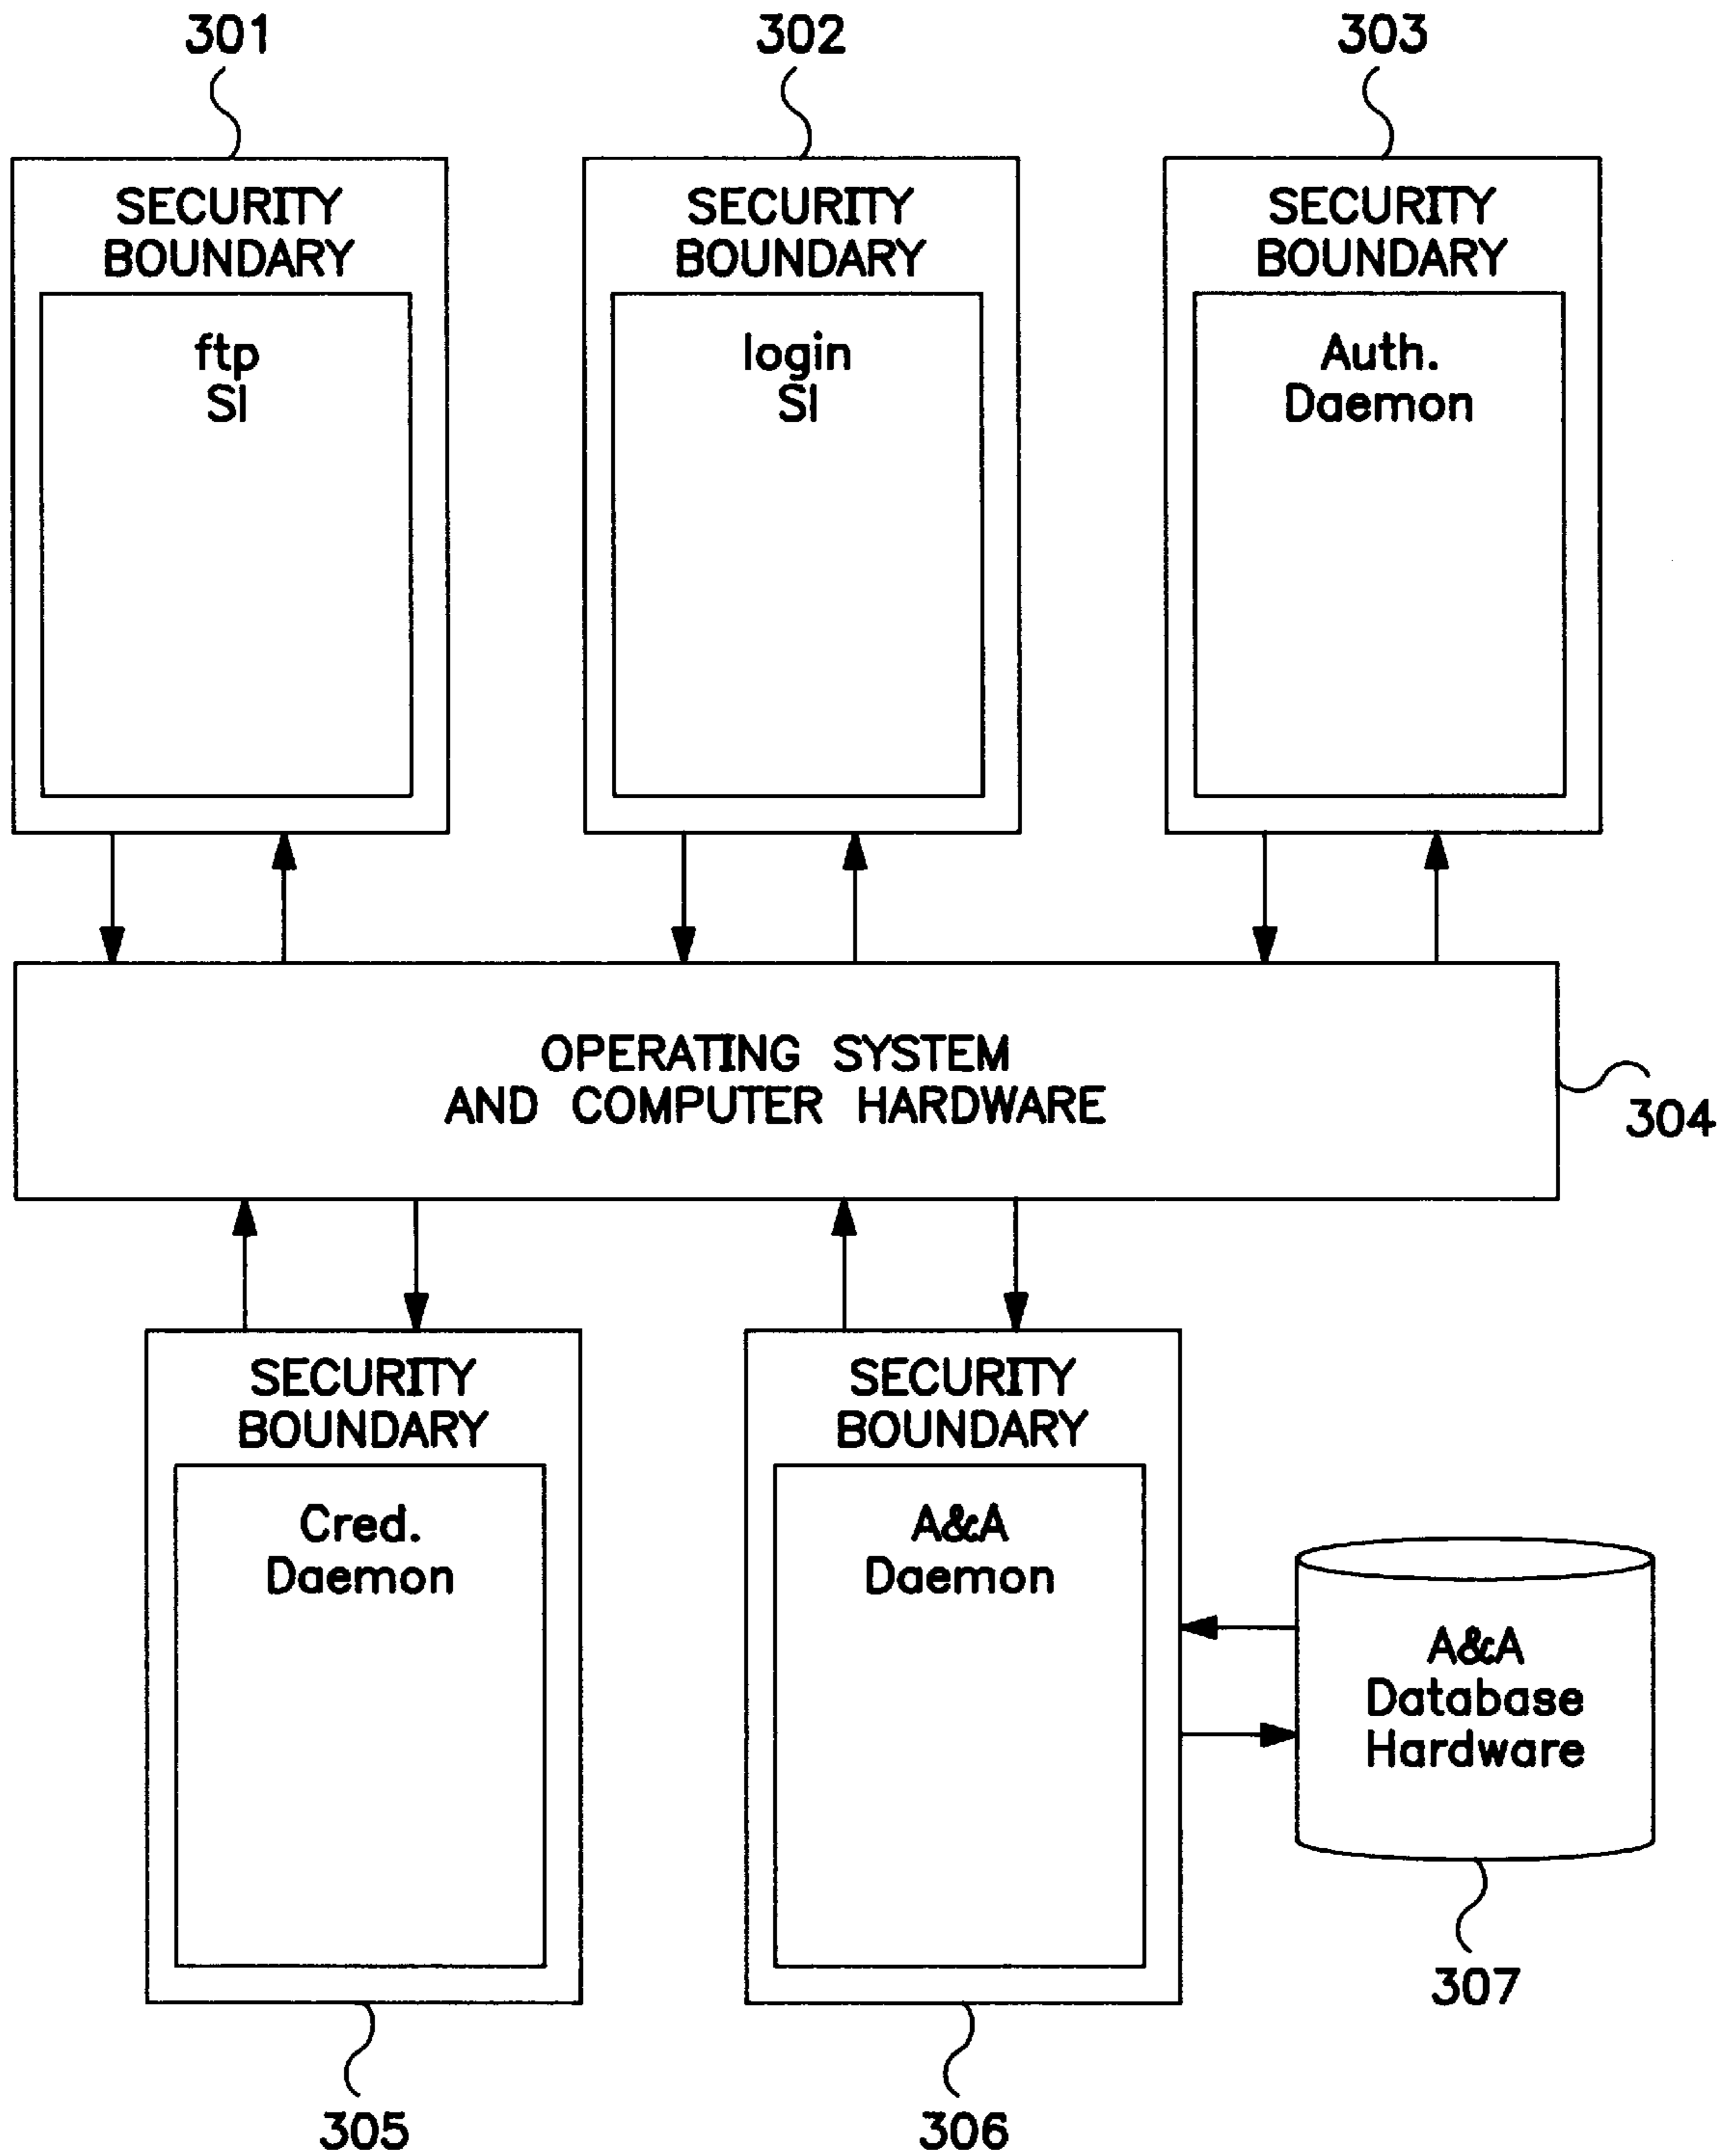 301
302
303
SECURITY
BOUNDARY
ftp
SI
SECURITY
BOUNDARY
login
SI
SECURITY
BOUNDARY
Auth.
Daemon
OPERATING SYSTEM
AND COMPUTER HARDWARE
304
SECURITY
BOUNDARY
Cred.
Daemon
SECURITY
BOUNDARY
A&A
Daemon
A&A
Database
Hardware
307
305
306